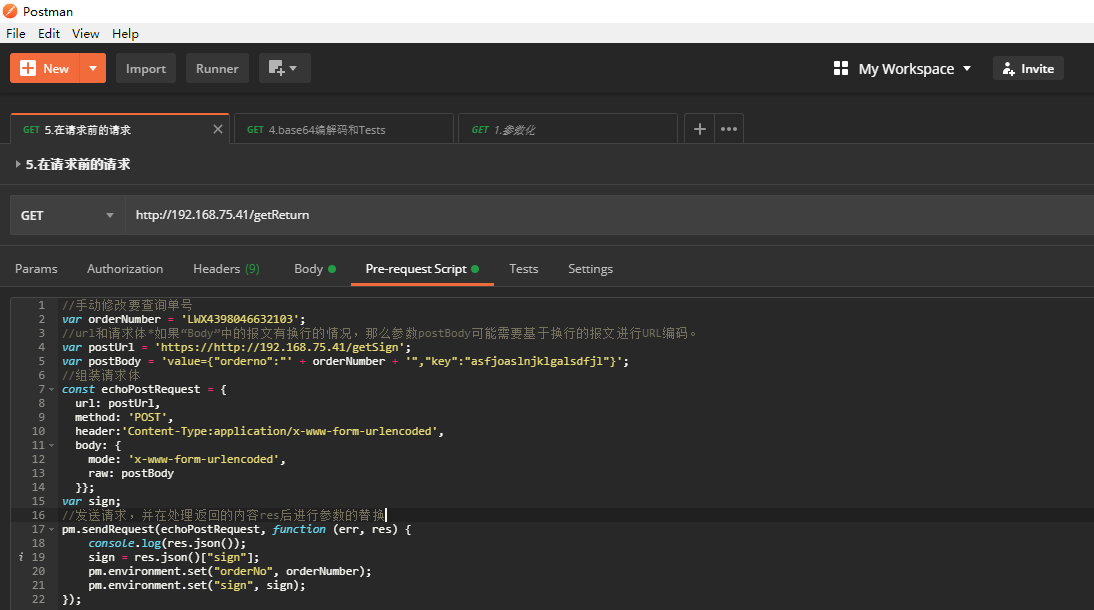 Postman
File Edit View Help
New Import Runner My Workspace Invite
GET 5.在请求前的请求 GET 4.base64编解码和Tests GET 1.参数化
5.在请求前的请求
GET http://192.168.75.41/getReturn
Params Authorization Headers (9) Body Pre-request Script Tests Settings
1 //手动修改要查询单号
2 var orderNumber = 'LWX4398046632103';
3 //url和请求体*如果“Body”中的报文有换行的情况，那么参数postBody可能需要基于换行的报文进行URL编码。
4 var postUrl = 'https://http://192.168.75.41/getSign';
5 var postBody = 'value={"orderno":"' + orderNumber + '","key":"asfjoaslnjklgalsdfjl"}';
6 //组装请求体
7 const echoPostRequest = {
8 url: postUrl,
9 method: 'POST',
10 header:'Content-Type:application/x-www-form-urlencoded',
11 body: {
12 mode: 'x-www-form-urlencoded',
13 raw: postBody
14 }};
15 var sign;
16 //发送请求，并在处理返回的内容res后进行参数的替换
17 pm.sendRequest(echoPostRequest, function (err, res) {
18 console.log(res.json());
i 19 sign = res.json()["sign"];
20 pm.environment.set("orderNo", orderNumber);
21 pm.environment.set("sign", sign);
22 });